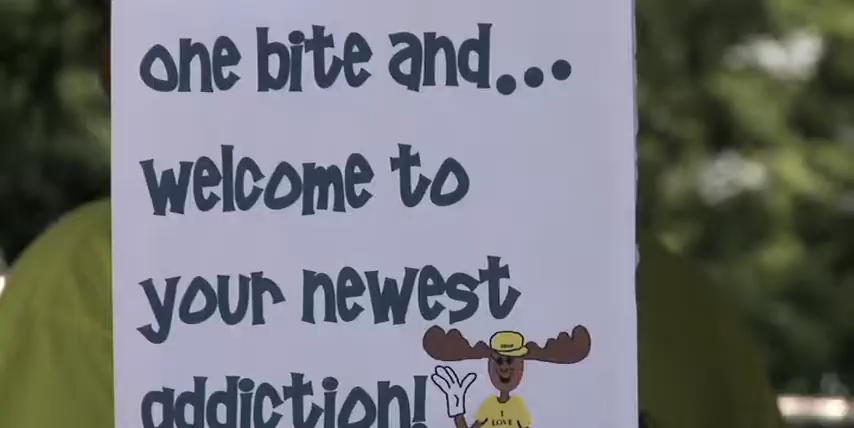 one bite and...
welcome to
your newest
addiction!
I
LOVE